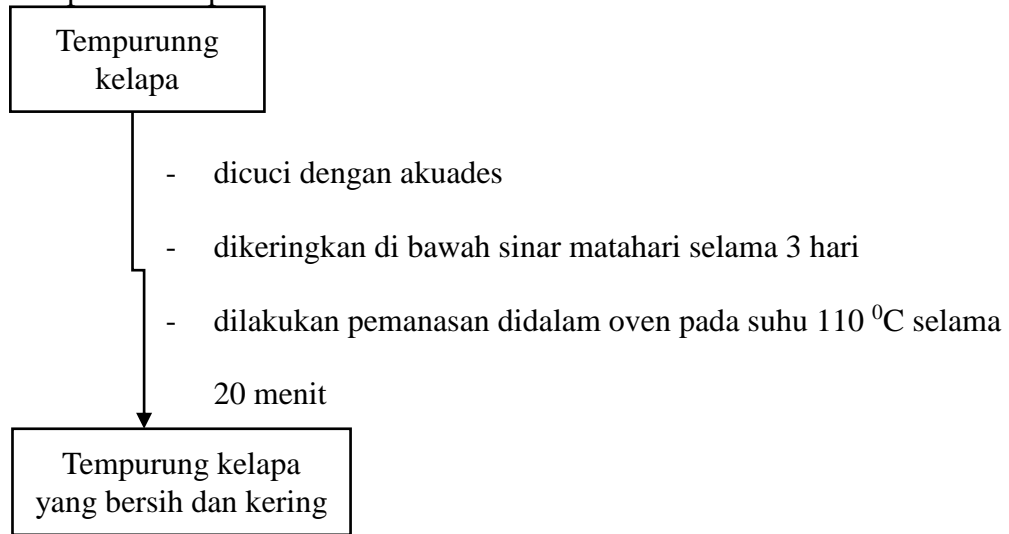 Tempurunng
kelapa
- dicuci dengan akuades
- dikeringkan di bawah sinar matahari selama 3 hari
- dilakukan pemanasan didalam oven pada suhu 110 ⁰C selama
20 menit
Tempurung kelapa
yang bersih dan kering